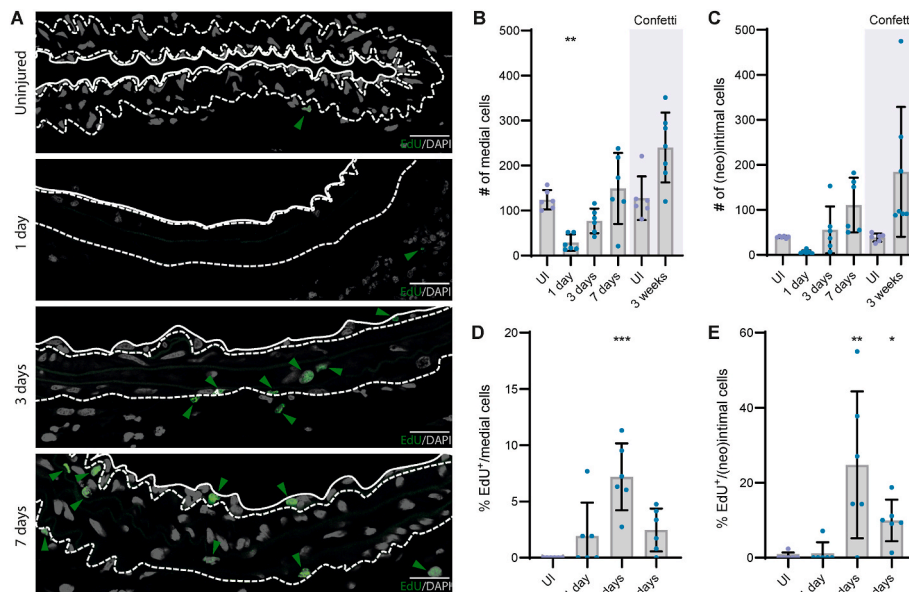 A
Uninjured
EdU/DAPI
1 day
EdU/DAPI
3 days
EdU/DAPI
7 days
EdU/DAPI
B
Confetti
**
# of medial cells
500
400
300
200
100
0
UI
1 day
3 days
7 days
UI
3 weeks
C
Confetti
# of (neo)intimal cells
500
400
300
200
100
0
UI
1 day
3 days
7 days
UI
3 weeks
D
***
% EdU⁺/medial cells
20
15
10
5
0
UI
day
days
days
E
** *
% EdU⁺/(neo)intimal cells
60
40
20
0
UI
day
days
days